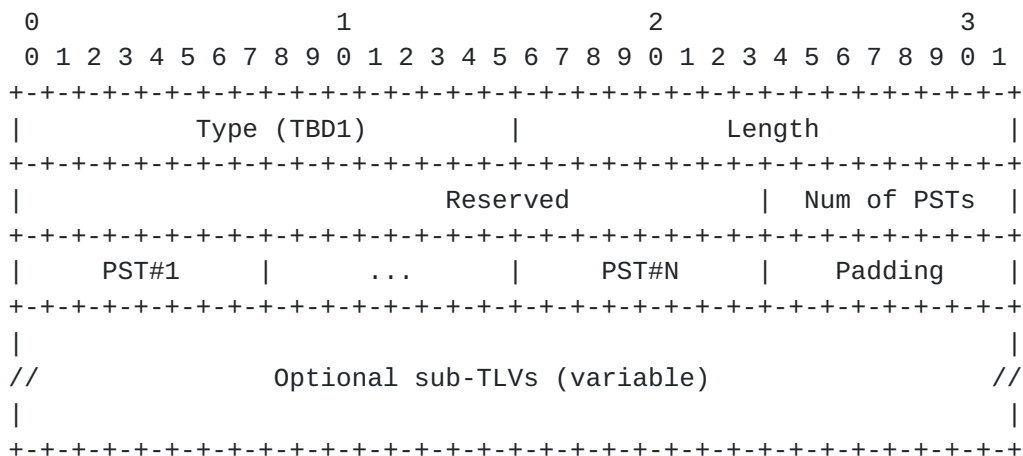 0                   1                   2                   3
 0 1 2 3 4 5 6 7 8 9 0 1 2 3 4 5 6 7 8 9 0 1 2 3 4 5 6 7 8 9 0 1
+-+-+-+-+-+-+-+-+-+-+-+-+-+-+-+-+-+-+-+-+-+-+-+-+-+-+-+-+-+-+-+-+
|           Type (TBD1)         |             Length            |
+-+-+-+-+-+-+-+-+-+-+-+-+-+-+-+-+-+-+-+-+-+-+-+-+-+-+-+-+-+-+-+-+
|                           Reserved            |  Num of PSTs  |
+-+-+-+-+-+-+-+-+-+-+-+-+-+-+-+-+-+-+-+-+-+-+-+-+-+-+-+-+-+-+-+-+
|     PST#1     |      ...      |     PST#N     |    Padding    |
+-+-+-+-+-+-+-+-+-+-+-+-+-+-+-+-+-+-+-+-+-+-+-+-+-+-+-+-+-+-+-+-+
|                                                               |
//               Optional sub-TLVs (variable)                  //
|                                                               |
+-+-+-+-+-+-+-+-+-+-+-+-+-+-+-+-+-+-+-+-+-+-+-+-+-+-+-+-+-+-+-+-+